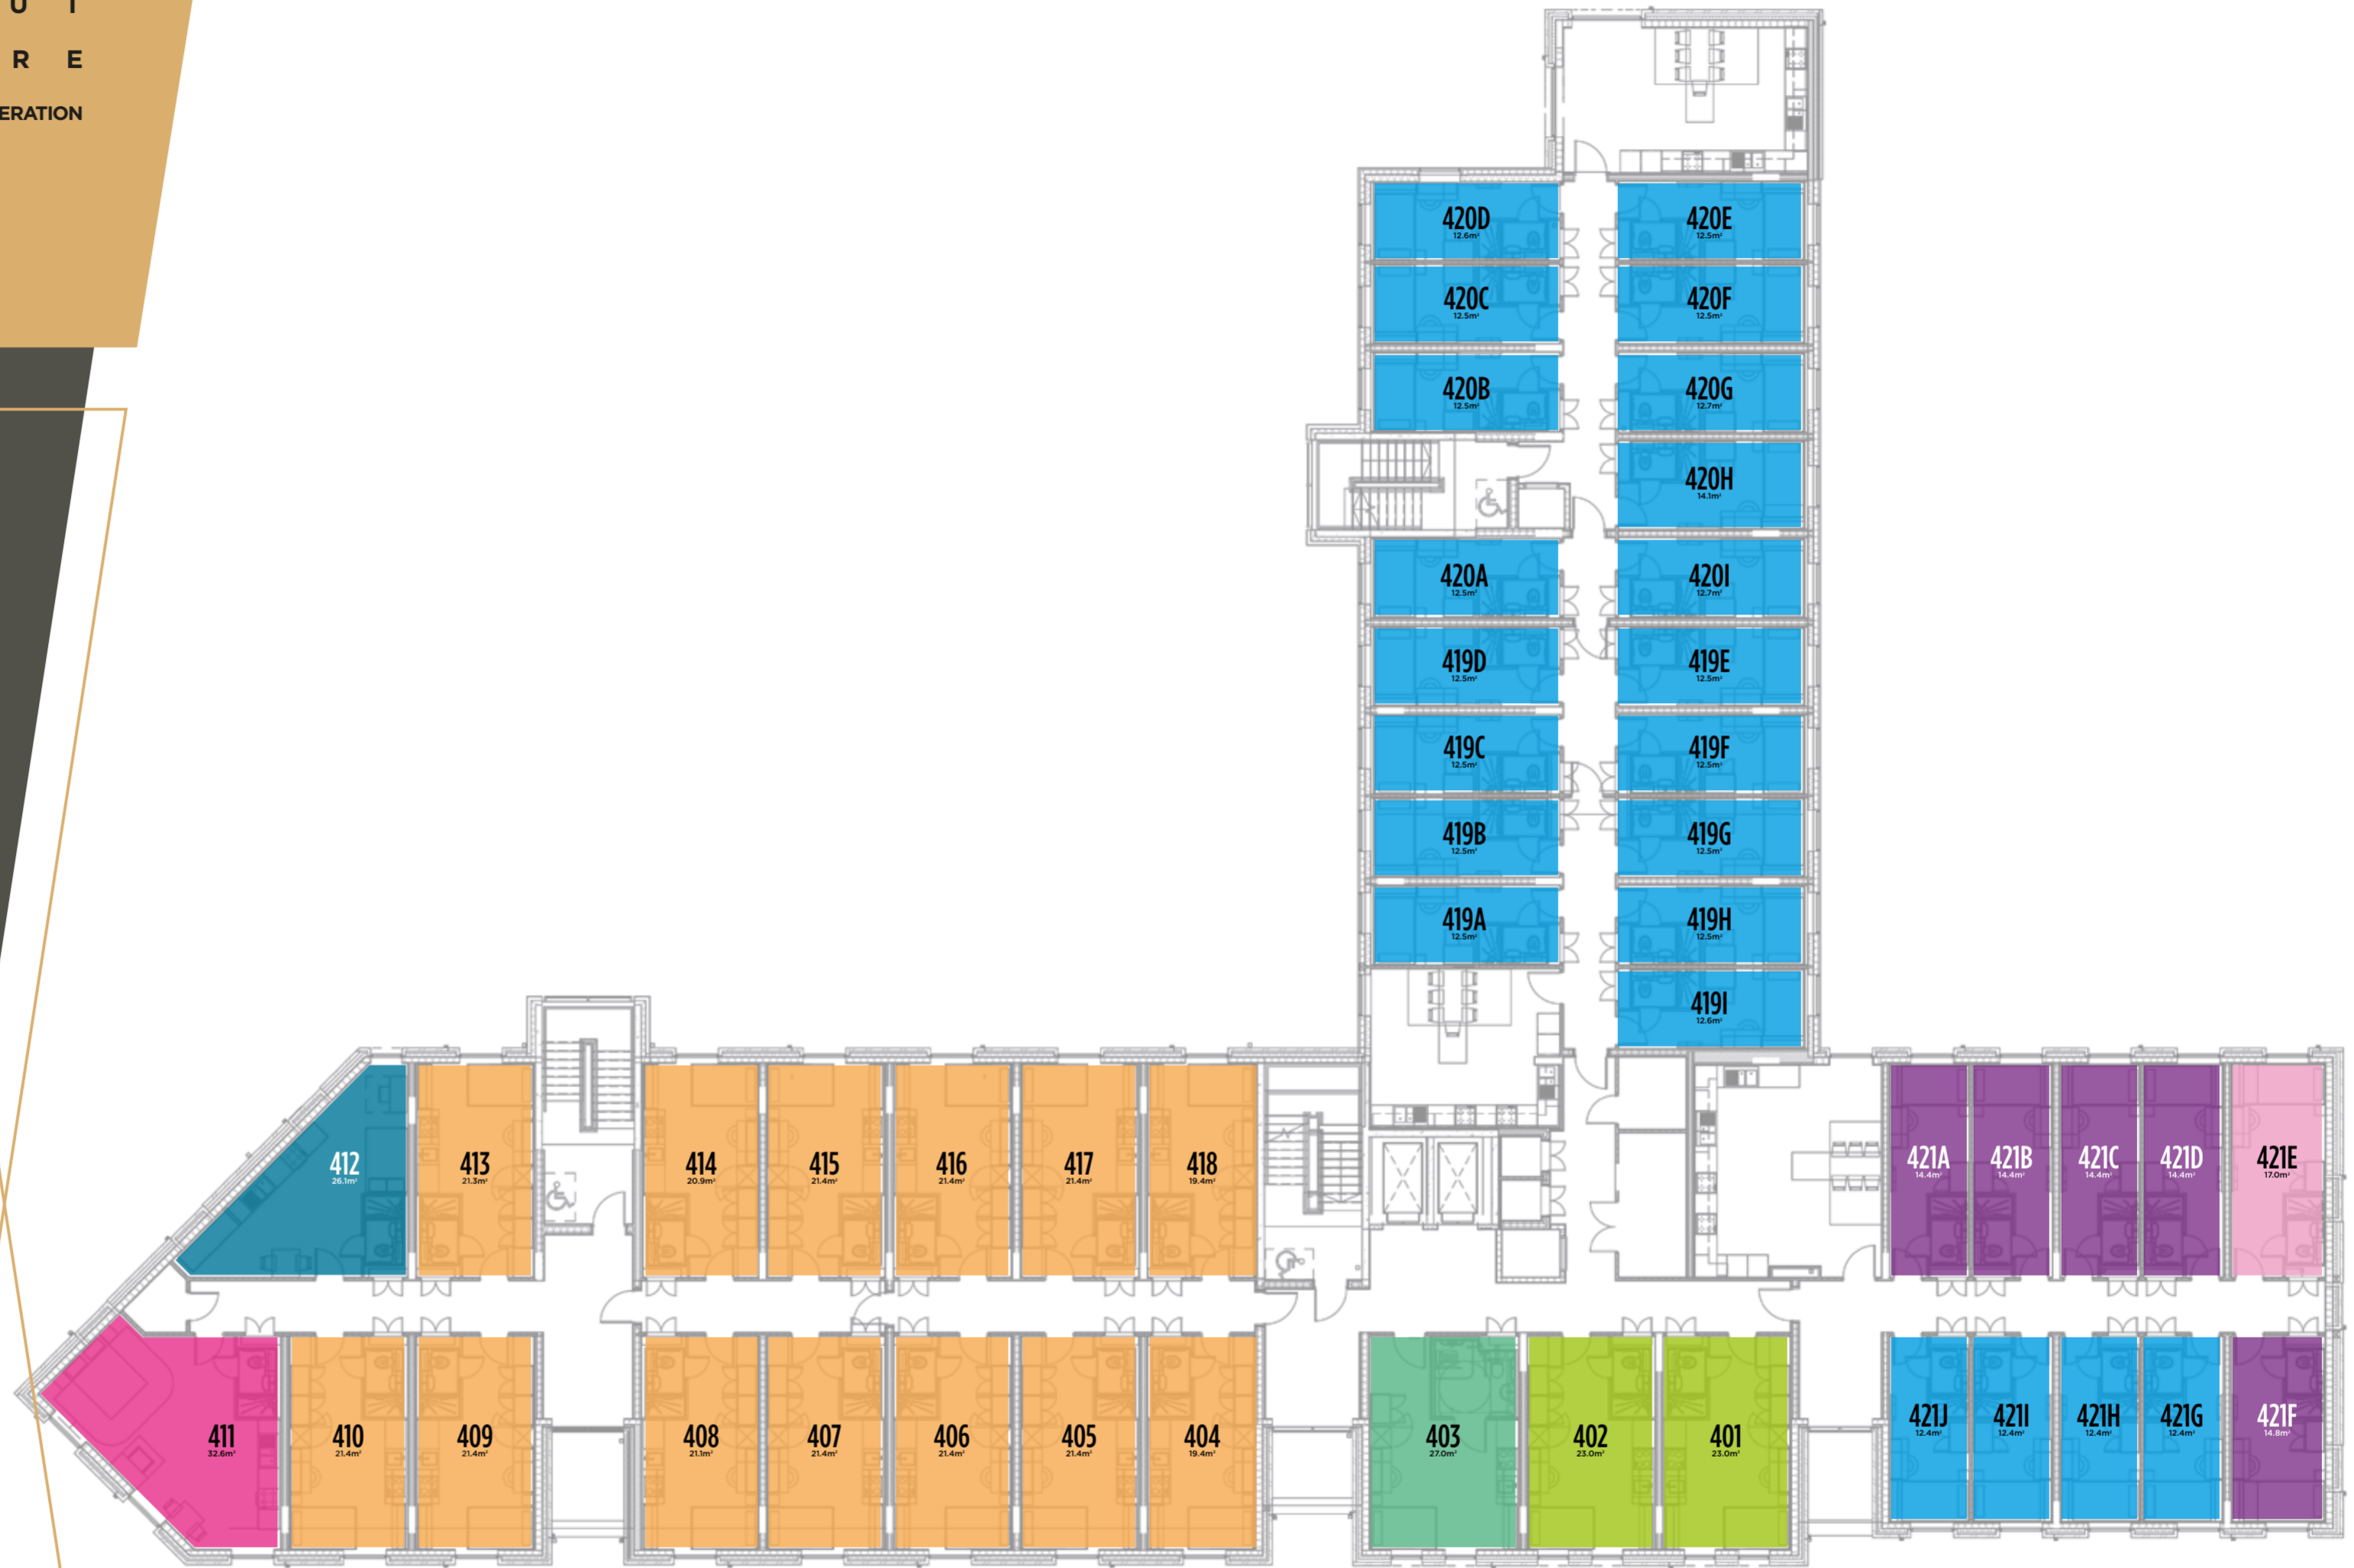 U I
R E
ERATION
420D
12.6m²
420E
12.5m²
420C
12.5m²
420F
12.5m²
420B
12.5m²
420G
12.7m²
420H
14.1m²
420A
12.5m²
420I
12.7m²
419D
12.5m²
419E
12.5m²
419C
12.5m²
419F
12.5m²
419B
12.5m²
419G
12.5m²
419A
12.5m²
419H
12.5m²
419I
12.6m²
412
26.1m²
413
21.3m²
414
20.9m²
415
21.4m²
416
21.4m²
417
21.4m²
418
19.4m²
421A
14.4m²
421B
14.4m²
421C
14.4m²
421D
14.4m²
421E
17.0m²
411
32.6m²
410
21.4m²
409
21.4m²
408
21.1m²
407
21.4m²
406
21.4m²
405
21.4m²
404
19.4m²
403
27.0m²
402
23.0m²
401
23.0m²
421J
12.4m²
421I
12.4m²
421H
12.4m²
421G
12.4m²
421F
14.8m²